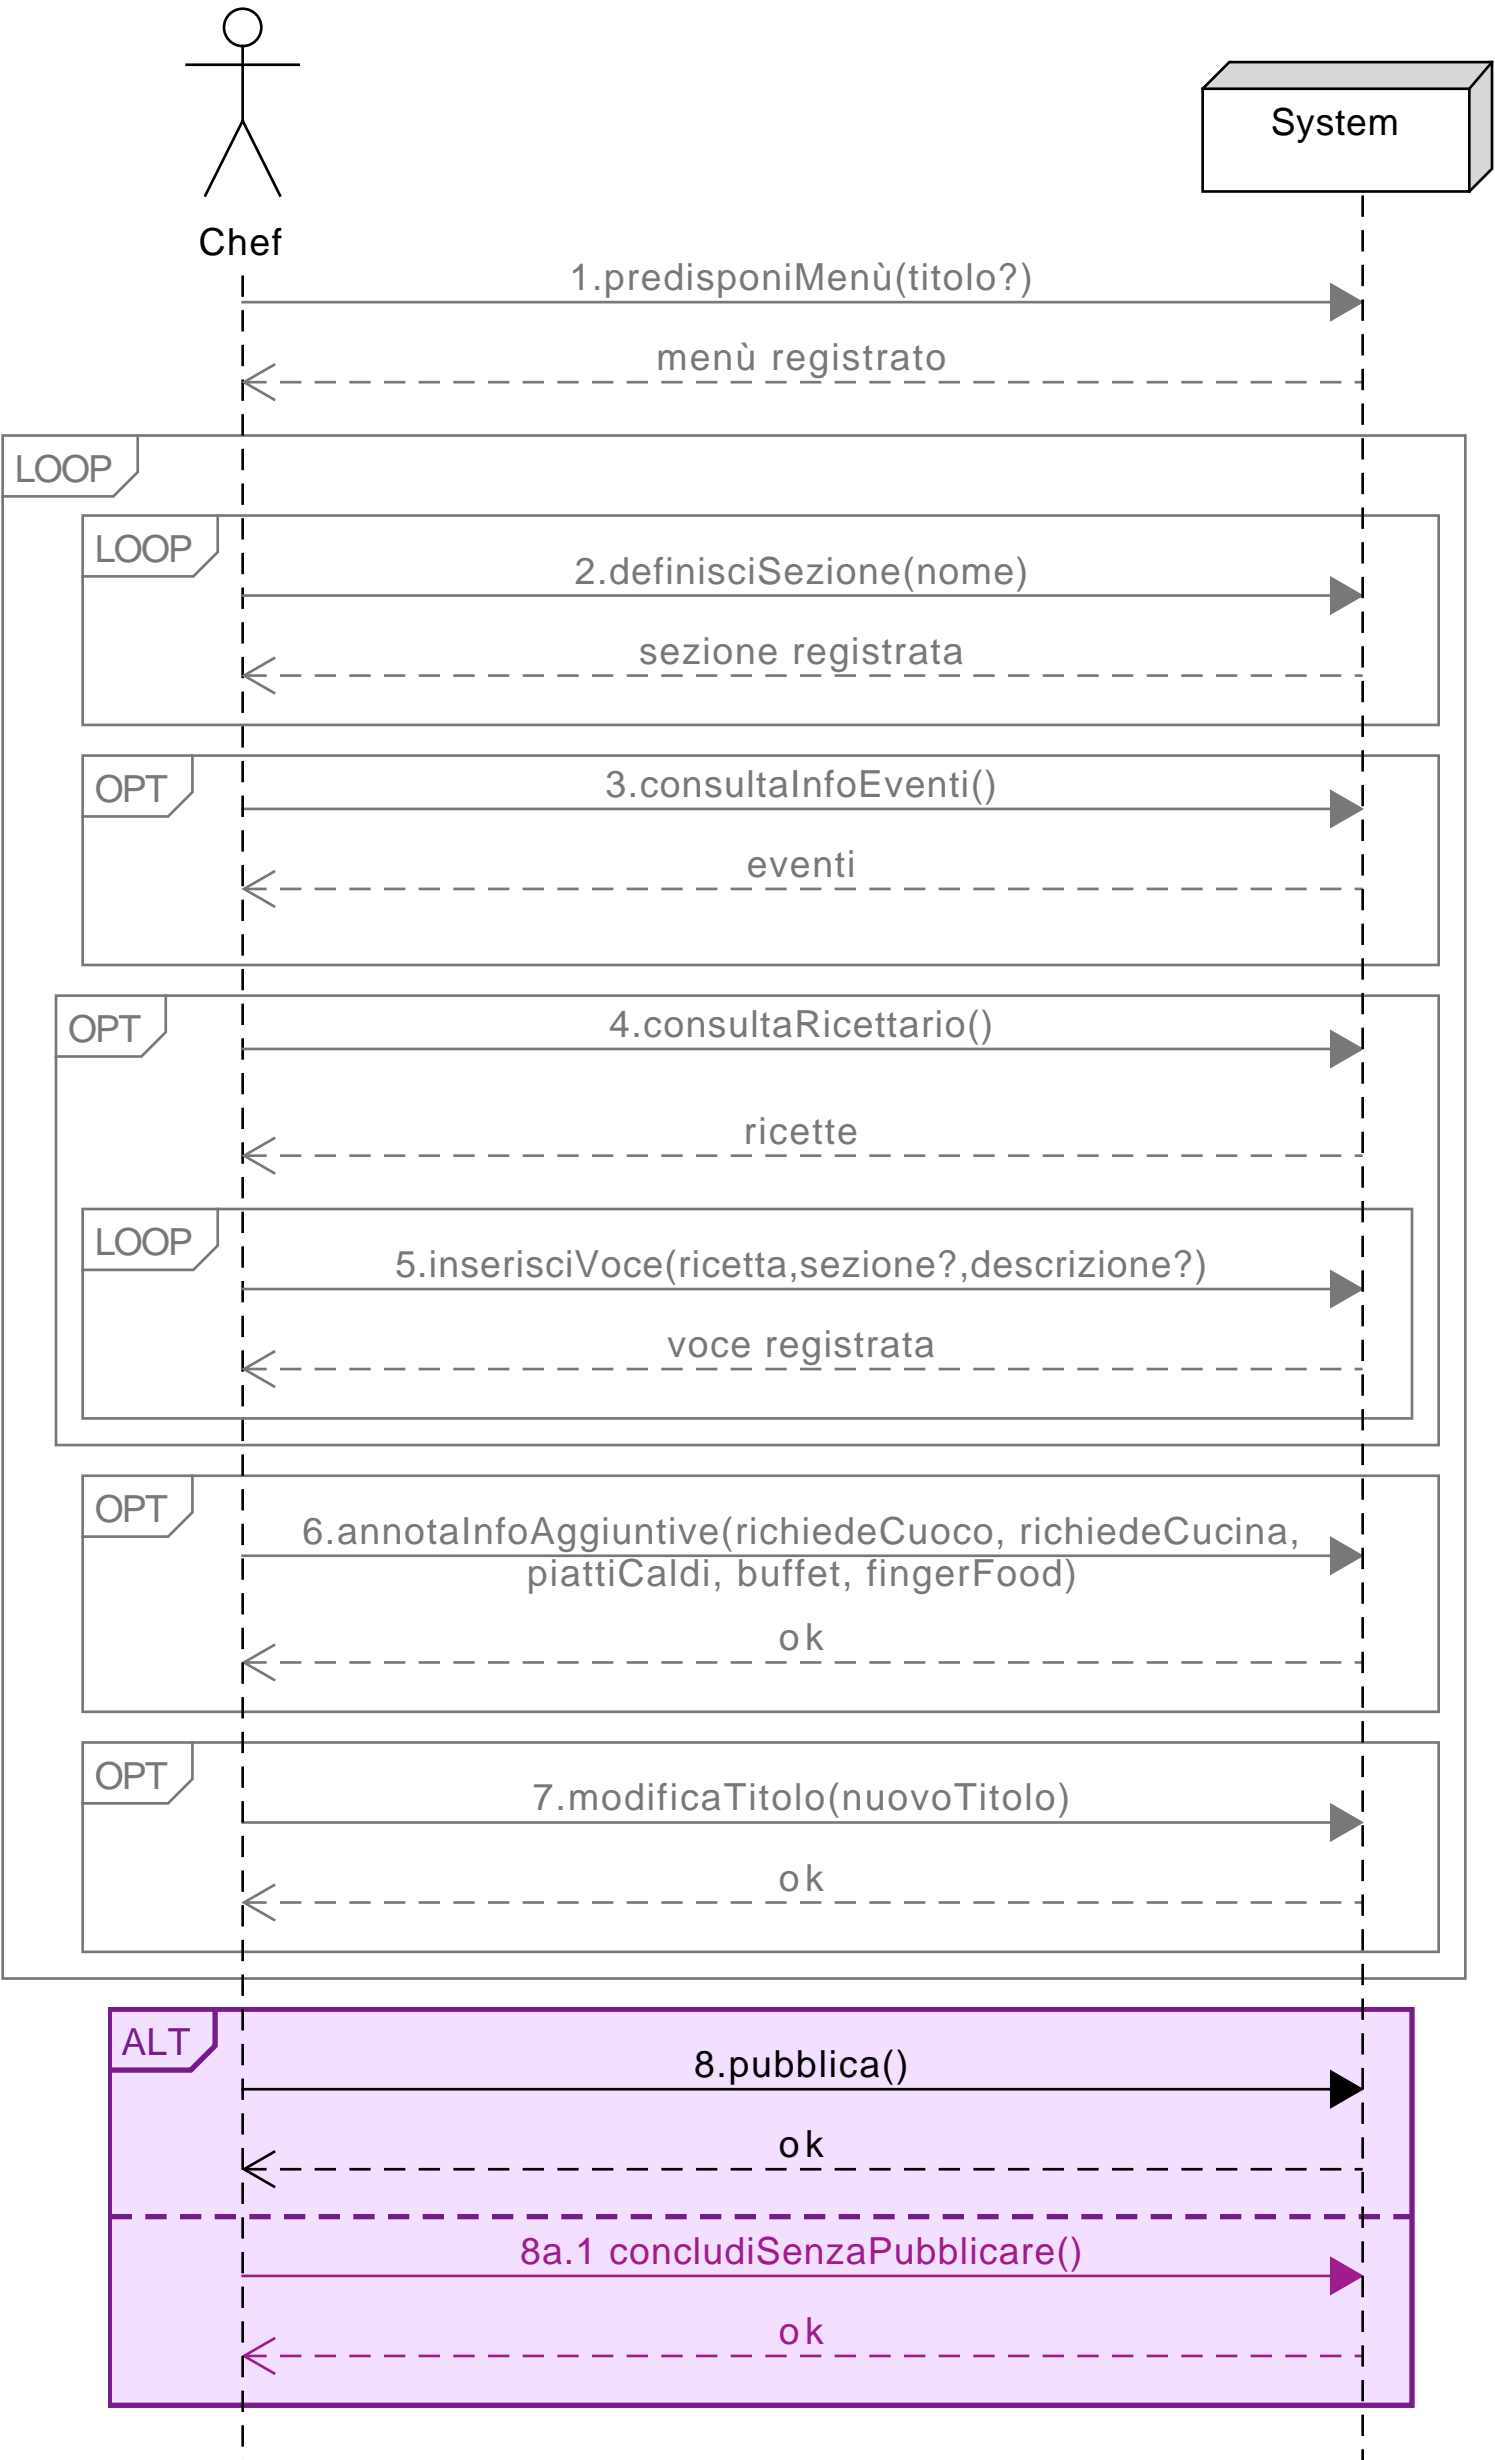 System
Chef
1.predisponiMenù(titolo?)
menù registrato
LOOP
LOOP
2.definisciSezione(nome)
sezione registrata
OPT
3.consultaInfoEventi()
eventi
OPT
4.consultaRicettario()
ricette
LOOP
5.inserisciVoce(ricetta,sezione?,descrizione?)
voce registrata
OPT
6.annotaInfoAggiuntive(richiedeCuoco, richiedeCucina,
piattiCaldi, buffet, fingerFood)
ok
OPT
7.modificaTitolo(nuovoTitolo)
ok
ALT
8.pubblica()
ok
8a.1 concludiSenzaPubblicare()
ok